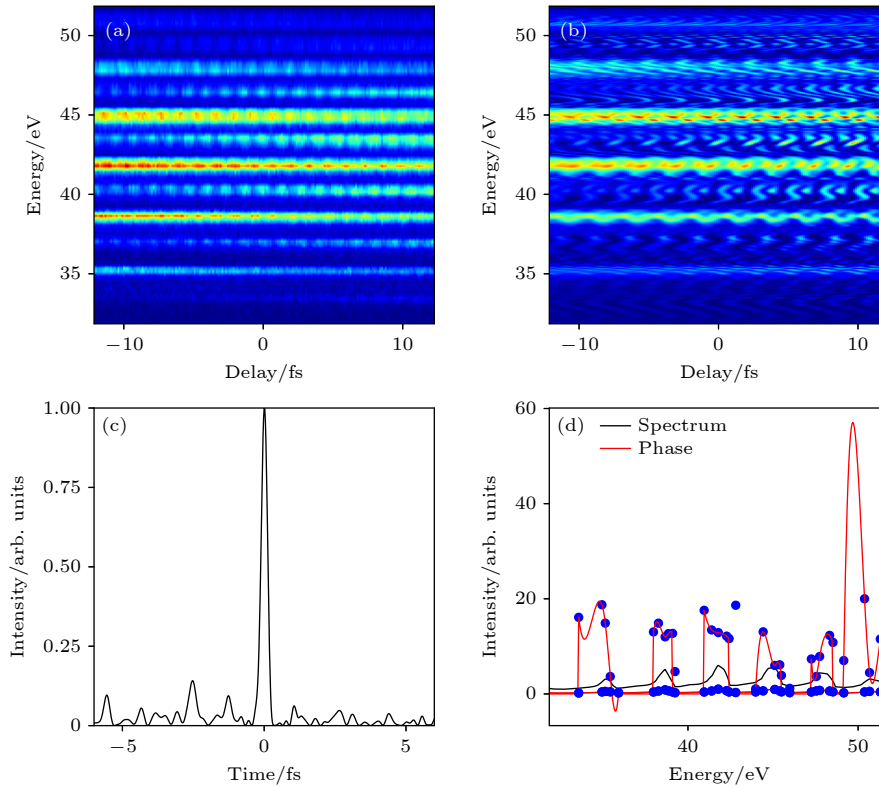 (a)
50
45
40
35
Energy/eV
−10
0
10
Delay/fs
(b)
50
45
40
35
Energy/eV
−10
0
10
Delay/fs
(c)
1.00
0.75
0.50
0.25
0
Intensity/arb. units
−5
0
5
Time/fs
(d)
Spectrum
Phase
60
40
20
0
Intensity/arb. units
40
50
Energy/eV